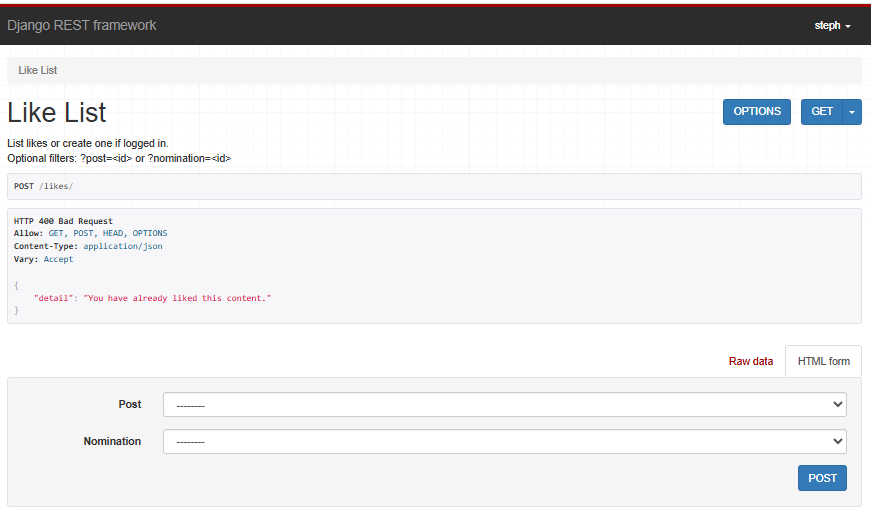 Django REST framework
steph
Like List
Like List
OPTIONS
GET
List likes or create one if logged in.
Optional filters: ?post=<id> or ?nomination=<id>
POST /likes/
HTTP 400 Bad Request
Allow: GET, POST, HEAD, OPTIONS
Content-Type: application/json
Vary: Accept
{
    "detail": "You have already liked this content."
}
Raw data
HTML form
Post
---------
Nomination
---------
POST